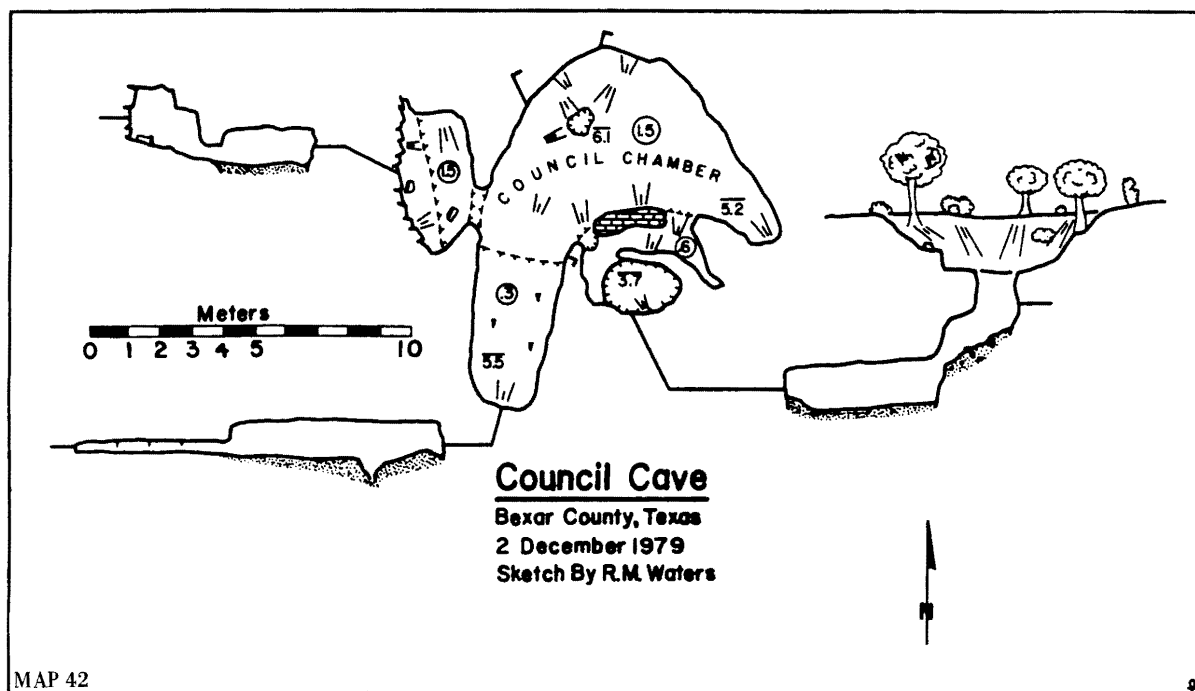 COUNCIL CHAMBER
6.1
1.5
1.5
5.2
.6
3.7
.3
5.5
Meters
0 1 2 3 4 5 10
Council Cave
Bexar County, Texas
2 December 1979
Sketch By R.M. Waters
N
MAP 42